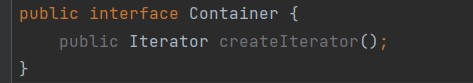 public interface Container {
    public Iterator createIterator();
}